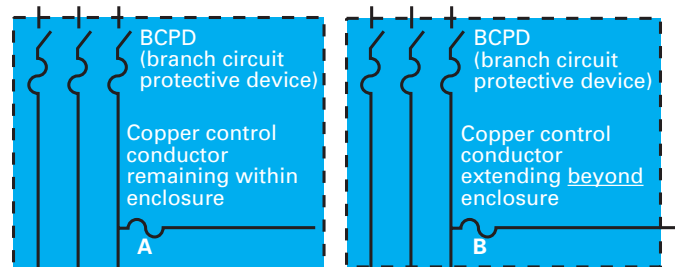 BCPD
(branch circuit
protective device)
Copper control
conductor
remaining within
enclosure
A
BCPD
(branch circuit
protective device)
Copper control
conductor
extending beyond
enclosure
B